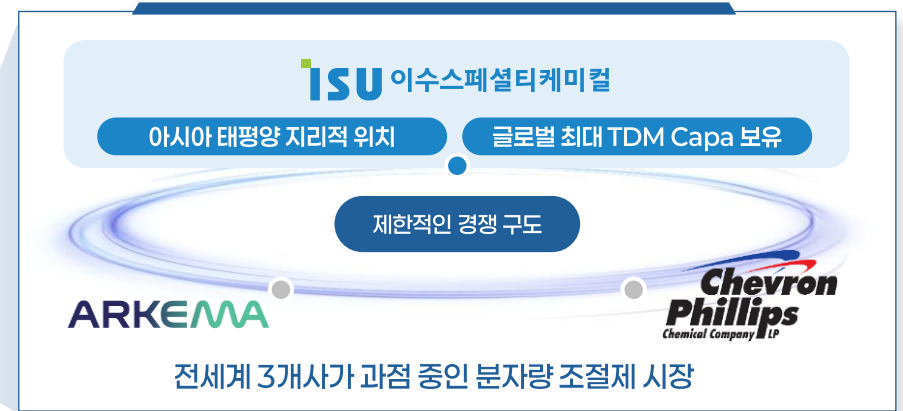 ISU 이수스페셜티케미컬
아시아 태평양 지리적 위치
글로벌 최대 TDM Capa 보유
제한적인 경쟁 구도
ARKEMA
Chevron
Phillips
Chemical Company LP
전세계 3개사가 과점 중인 분자량 조절제 시장